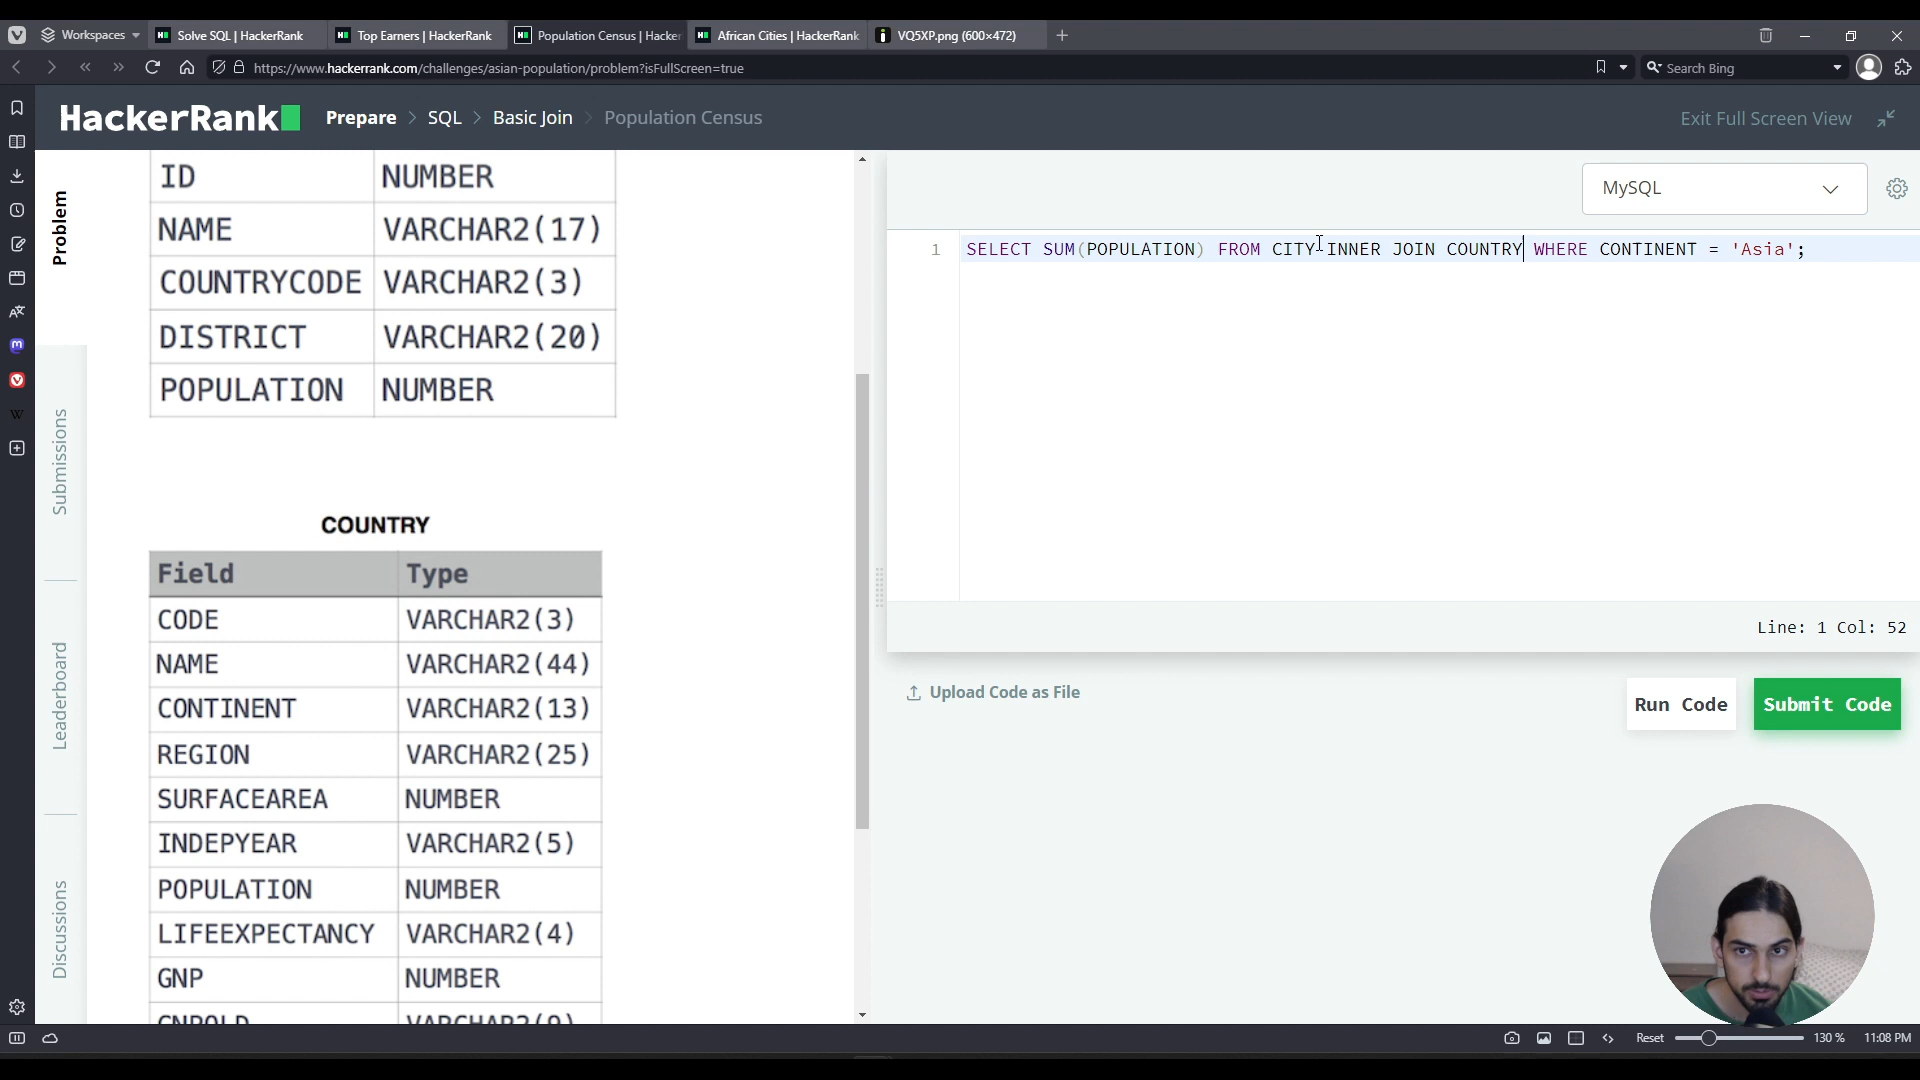 Workspaces
Solve SQL | HackerRank
Top Earners | HackerRank
Population Census | Hacker
African Cities | HackerRank
VQ5XP.png (600×472)
https://www.hackerrank.com/challenges/asian-population/problem?isFullScreen=true
Search Bing
HackerRank
Prepare > SQL > Basic Join > Population Census
Exit Full Screen View
Problem
Submissions
Leaderboard
Discussions
ID NUMBER
NAME VARCHAR2(17)
COUNTRYCODE VARCHAR2(3)
DISTRICT VARCHAR2(20)
POPULATION NUMBER
COUNTRY
Field Type
CODE VARCHAR2(3)
NAME VARCHAR2(44)
CONTINENT VARCHAR2(13)
REGION VARCHAR2(25)
SURFACEAREA NUMBER
INDEPYEAR VARCHAR2(5)
POPULATION NUMBER
LIFEEXPECTANCY VARCHAR2(4)
GNP NUMBER
GNPOLD VARCHAR2(9)
MySQL
1 SELECT SUM(POPULATION) FROM CITY INNER JOIN COUNTRY WHERE CONTINENT = 'Asia';
Line: 1 Col: 52
Upload Code as File
Run Code
Submit Code
Reset
130 %
11:08 PM